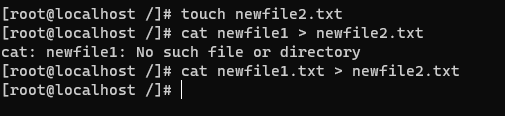 [root@localhost /]# touch newfile2.txt
[root@localhost /]# cat newfile1 > newfile2.txt
cat: newfile1: No such file or directory
[root@localhost /]# cat newfile1.txt > newfile2.txt
[root@localhost /]#